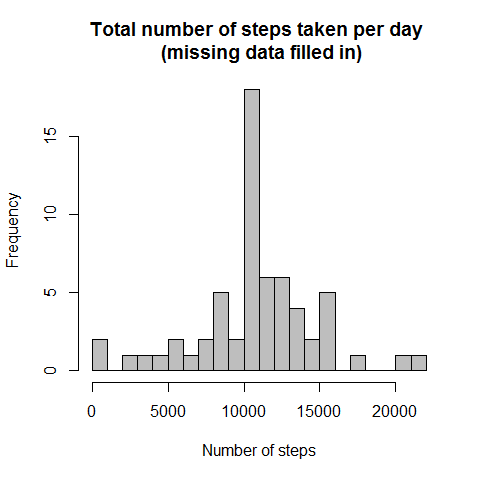 Total number of steps taken per day
(missing data filled in)
Frequency
15
10
5
0
0 5000 10000 15000 20000
Number of steps